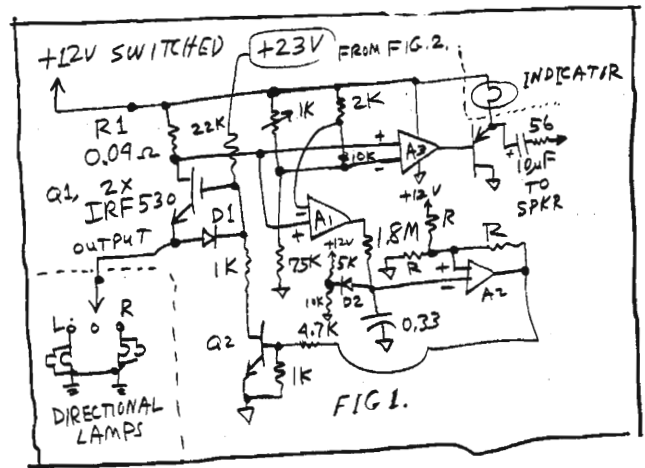 +12V SWITCHED
+23V FROM FIG.2.
INDICATOR
R1
0.09Ω
22K
1K
2K
10K
+
-
A3
+12V
56
10µF
+
TO
SPKR
Q1, 2X
IRF530
OUTPUT
D1
-
+
A1
1K
75K
+12V
5K
10K
D2
1.8M
R
R
R
+
-
A2
0.33
L O R
Q2
4.7K
1K
DIRECTIONAL
LAMPS
FIG1.